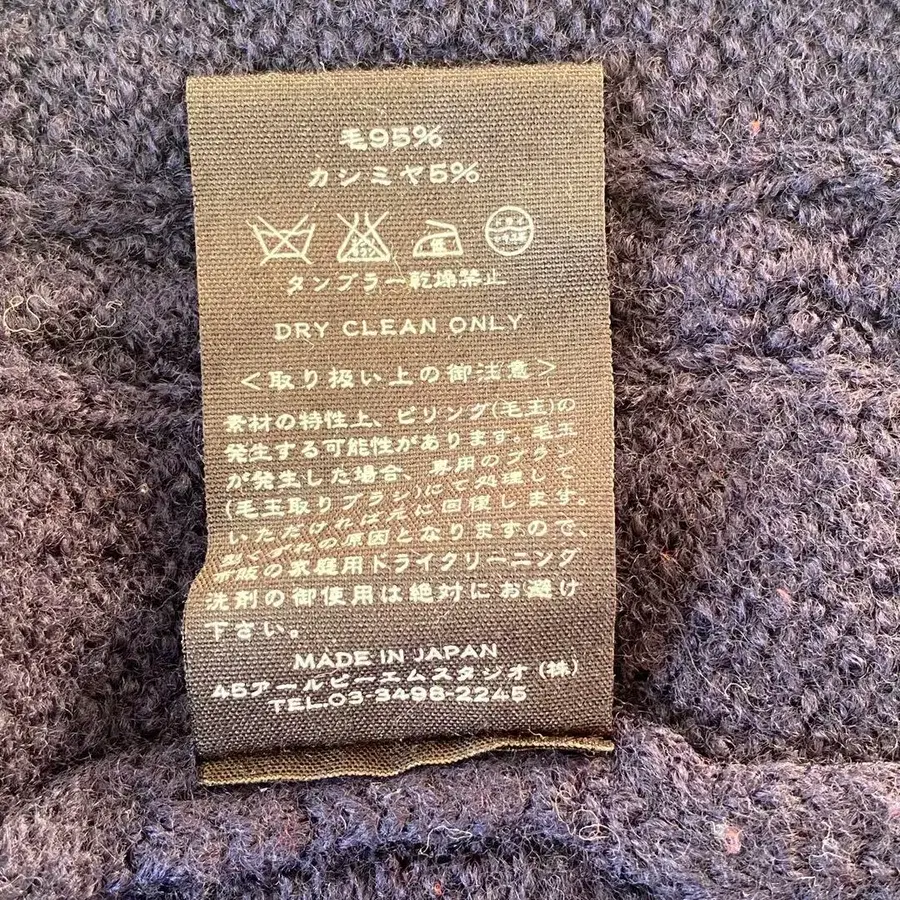 毛95%
カシミヤ5%
タンブラー乾燥禁止
DRY CLEAN ONLY
<取り扱い上の御注意>
素材の特性上、ピリング(毛玉)の
発生する可能性があります。毛玉
が発生した場合、専用のブラシ
(毛玉取りブラシ)にて処理して
いただければ元に回復します。
型くずれの原因となりますので、
市販の家庭用ドライクリーニング
洗剤の御使用は絶対にお避け
下さい。
MADE IN JAPAN
45アールピーエムスタジオ(株)
TEL.03-3498-2245